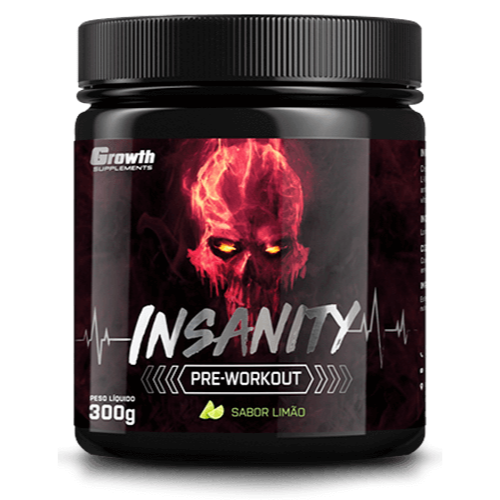 Growth
SUPPLEMENTS
INSANITY
PRE-WORKOUT
PESO LÍQUIDO
300g
SABOR LIMÃO